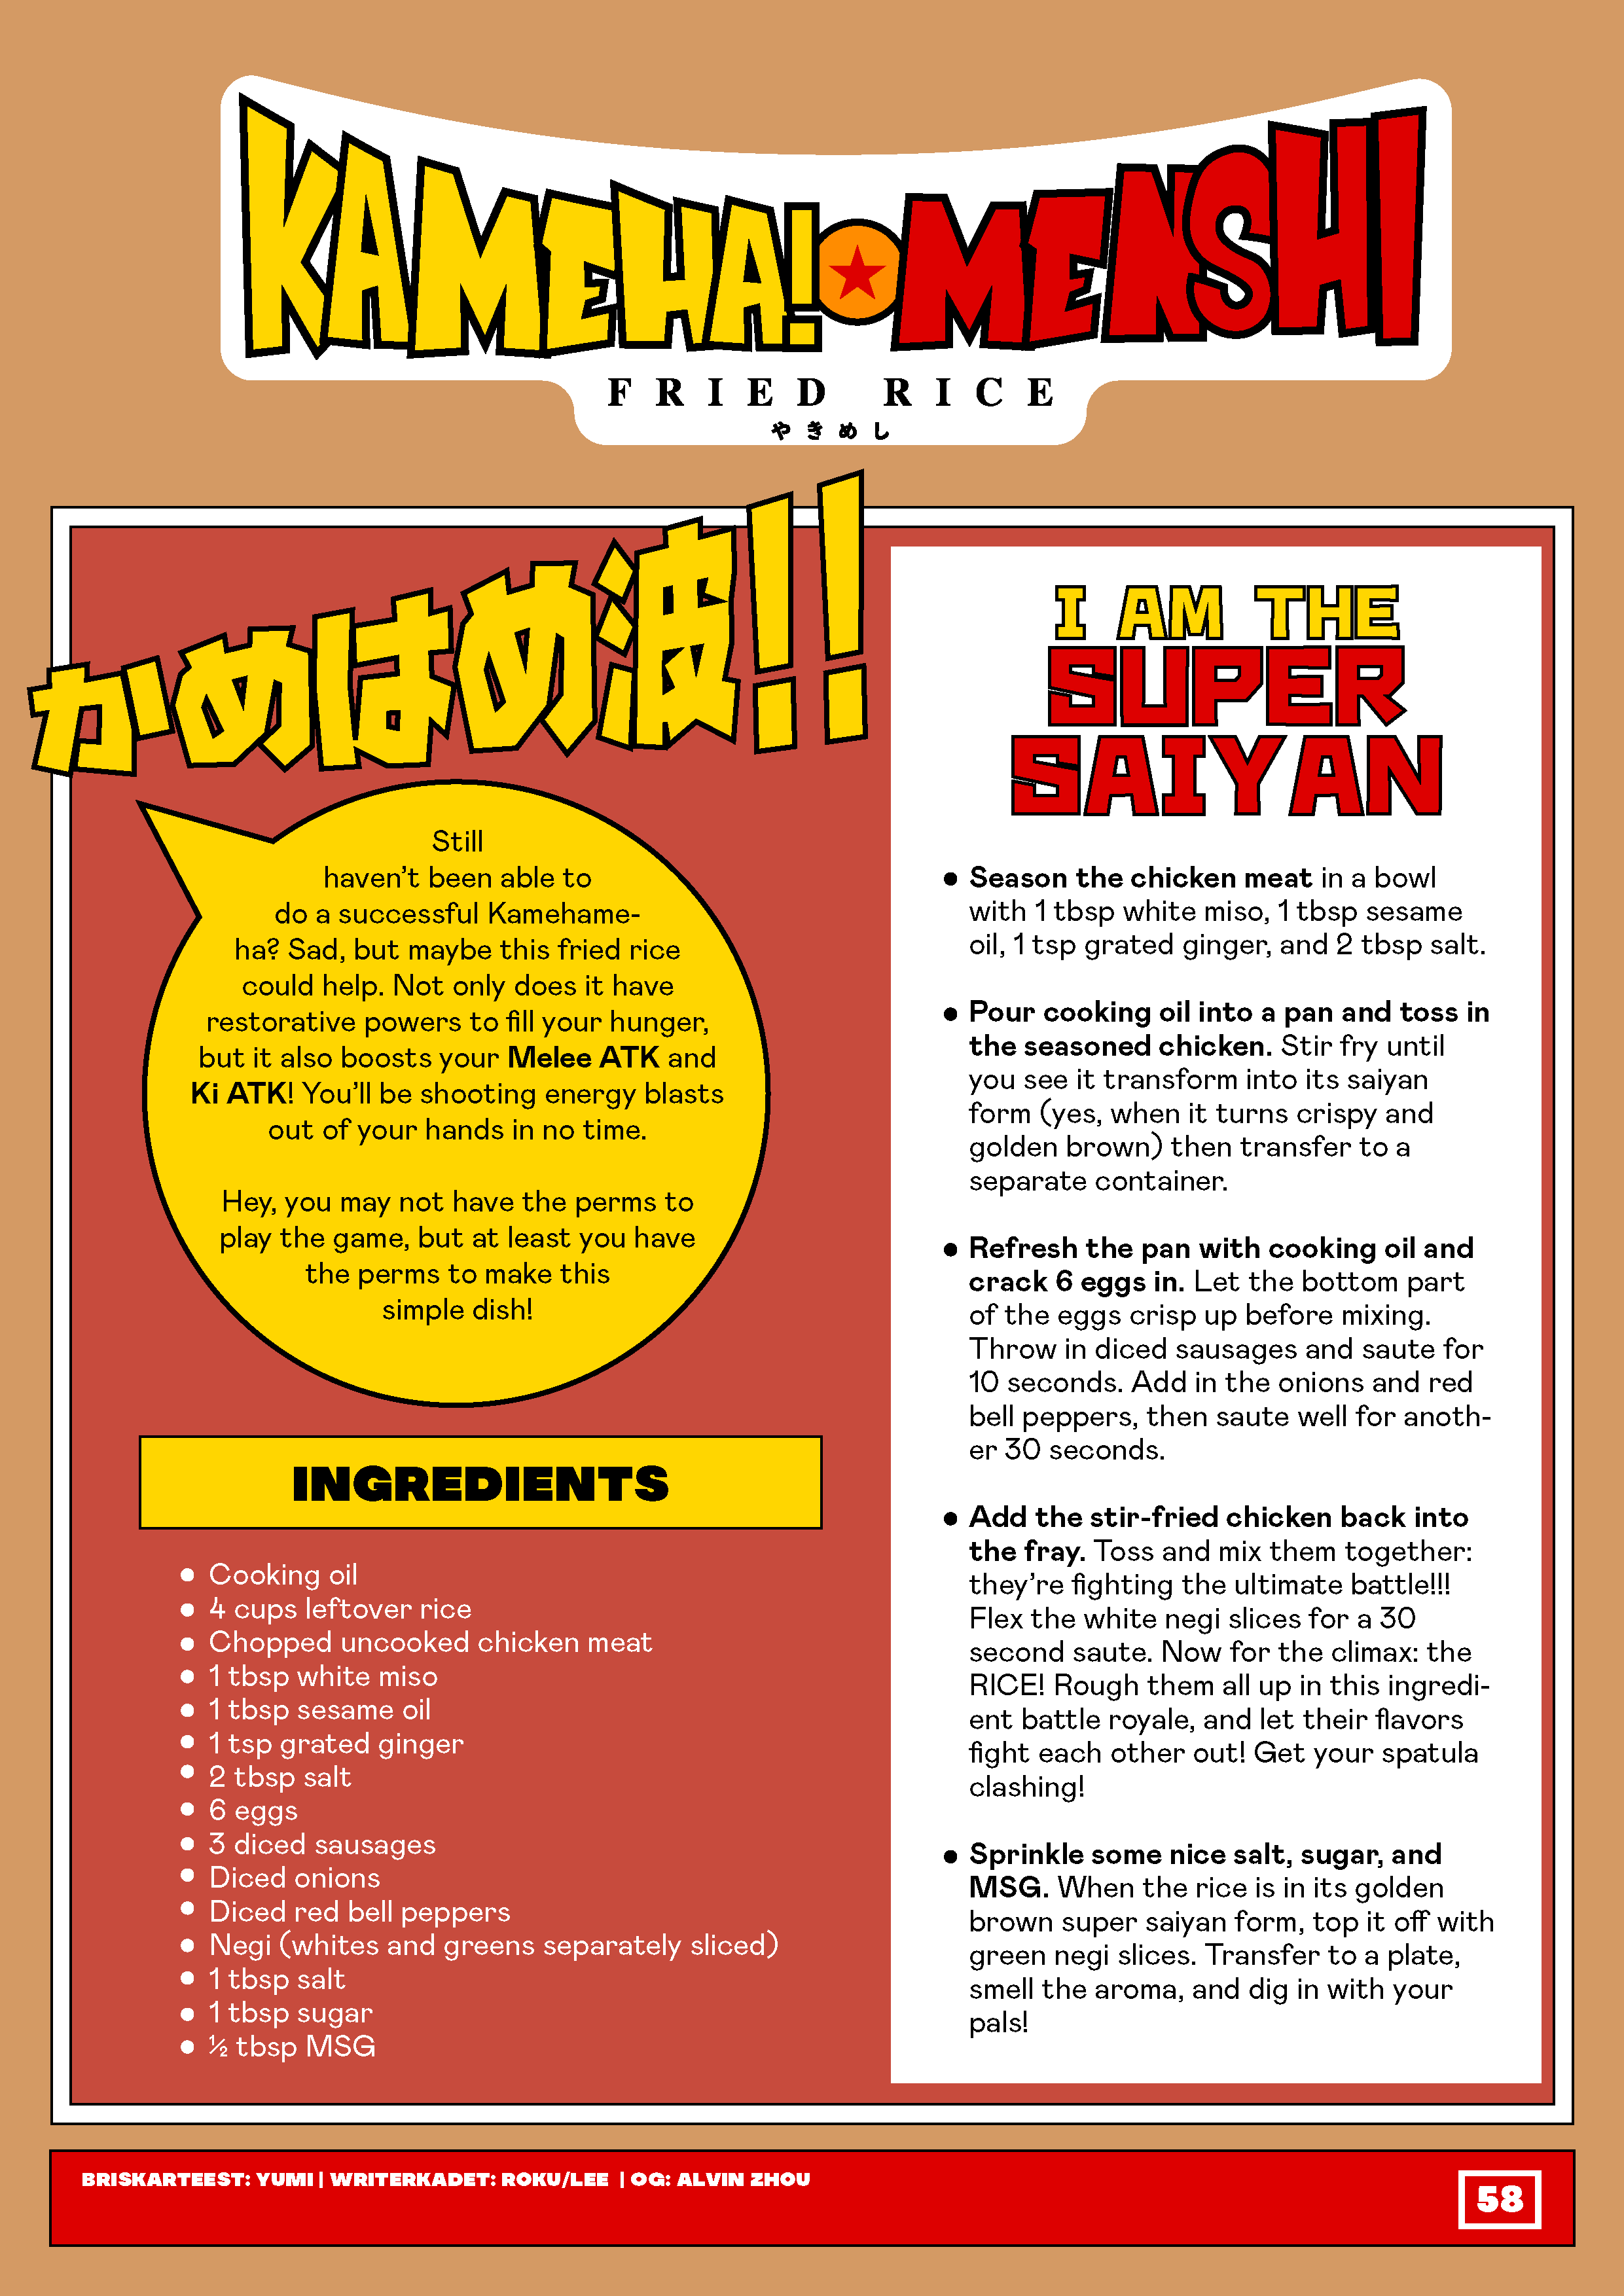 KAMEHA! MENSHI
FRIED RICE
やきめし
かめはめ波!!
Still
haven't been able to
do a successful Kamehame-
ha? Sad, but maybe this fried rice
could help. Not only does it have
restorative powers to fill your hunger,
but it also boosts your Melee ATK and
Ki ATK! You'll be shooting energy blasts
out of your hands in no time.
Hey, you may not have the perms to
play the game, but at least you have
the perms to make this
simple dish!
INGREDIENTS
• Cooking oil
• 4 cups leftover rice
• Chopped uncooked chicken meat
• 1 tbsp white miso
• 1 tbsp sesame oil
• 1 tsp grated ginger
• 2 tbsp salt
• 6 eggs
• 3 diced sausages
• Diced onions
• Diced red bell peppers
• Negi (whites and greens separately sliced)
• 1 tbsp salt
• 1 tbsp sugar
• ½ tbsp MSG
I AM THE
SUPER
SAIYAN
• Season the chicken meat in a bowl
with 1 tbsp white miso, 1 tbsp sesame
oil, 1 tsp grated ginger, and 2 tbsp salt.
• Pour cooking oil into a pan and toss in
the seasoned chicken. Stir fry until
you see it transform into its saiyan
form (yes, when it turns crispy and
golden brown) then transfer to a
separate container.
• Refresh the pan with cooking oil and
crack 6 eggs in. Let the bottom part
of the eggs crisp up before mixing.
Throw in diced sausages and saute for
10 seconds. Add in the onions and red
bell peppers, then saute well for anoth-
er 30 seconds.
• Add the stir-fried chicken back into
the fray. Toss and mix them together:
they're fighting the ultimate battle!!!
Flex the white negi slices for a 30
second saute. Now for the climax: the
RICE! Rough them all up in this ingredi-
ent battle royale, and let their flavors
fight each other out! Get your spatula
clashing!
• Sprinkle some nice salt, sugar, and
MSG. When the rice is in its golden
brown super saiyan form, top it off with
green negi slices. Transfer to a plate,
smell the aroma, and dig in with your
pals!
BRISKARTEEST: YUMI | WRITERKADET: ROKU/LEE | OG: ALVIN ZHOU
58